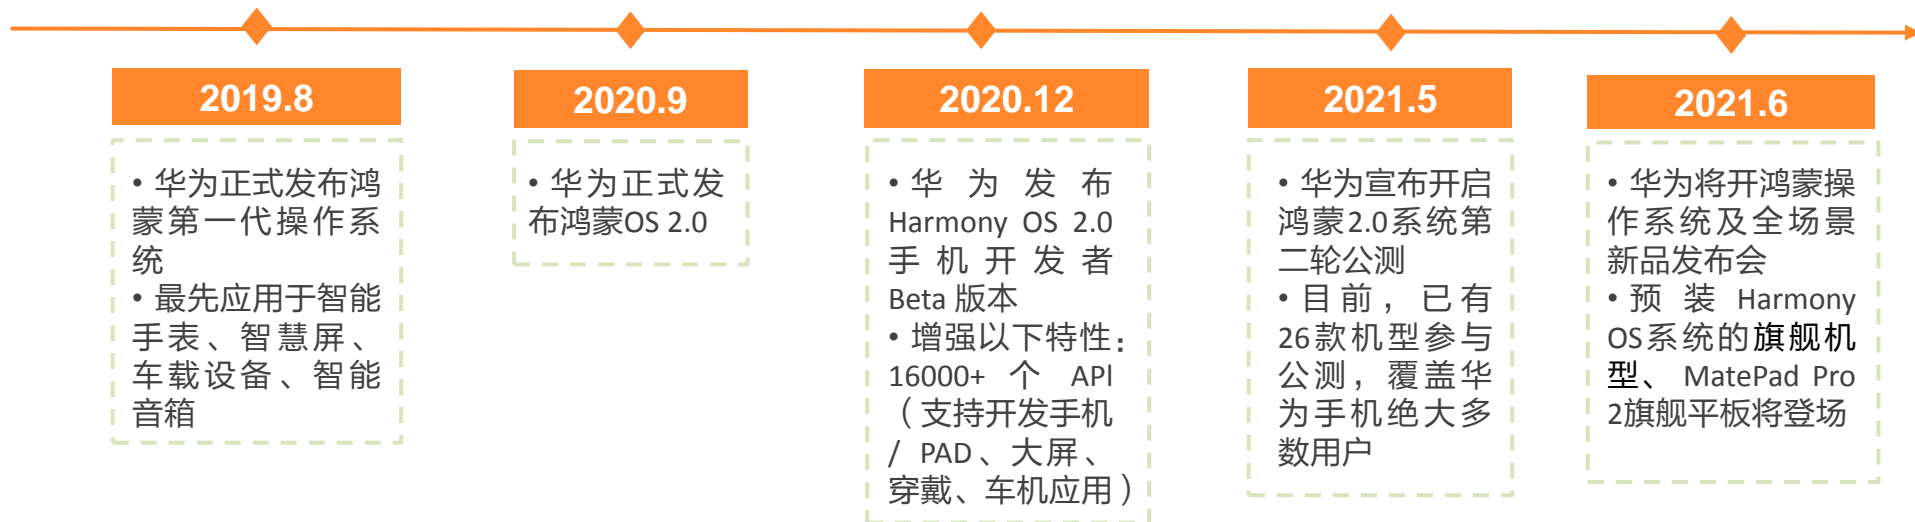 2019.8
• 华为正式发布鸿
蒙第一代操作系
统
• 最先应用于智能
手表、智慧屏、
车载设备、智能
音箱
2020.9
• 华为正式发
布鸿蒙OS 2.0
2020.12
• 华为发布
Harmony OS 2.0
手机开发者
Beta 版本
• 增强以下特性：
16000+ 个 API
（支持开发手机
/ PAD、大屏、
穿戴、车机应用）
2021.5
• 华为宣布开启
鸿蒙2.0系统第
二轮公测
• 目前，已有
26款机型参与
公测，覆盖华
为手机绝大多
数用户
2021.6
• 华为将开鸿蒙操
作系统及全场景
新品发布会
• 预装 Harmony
OS系统的旗舰机
型、 MatePad Pro
2旗舰平板将登场